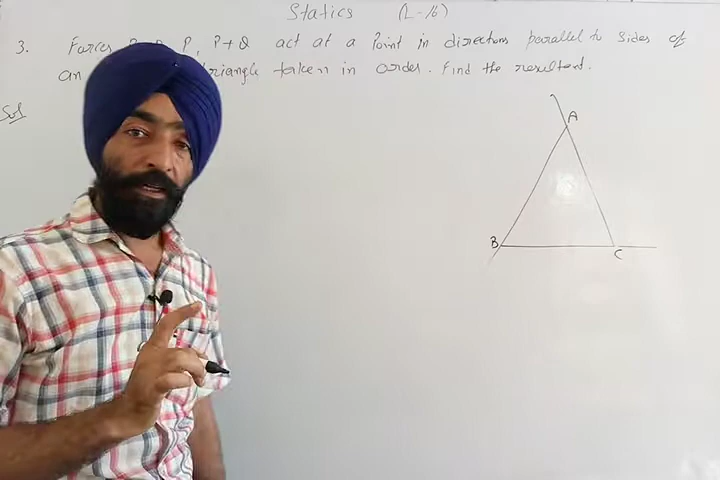 Statics (L-16)
3. Forces P, P+Q act at a Point in directions parallel to sides of
an triangle taken in order. Find the resultent.
Sol
A
B
C